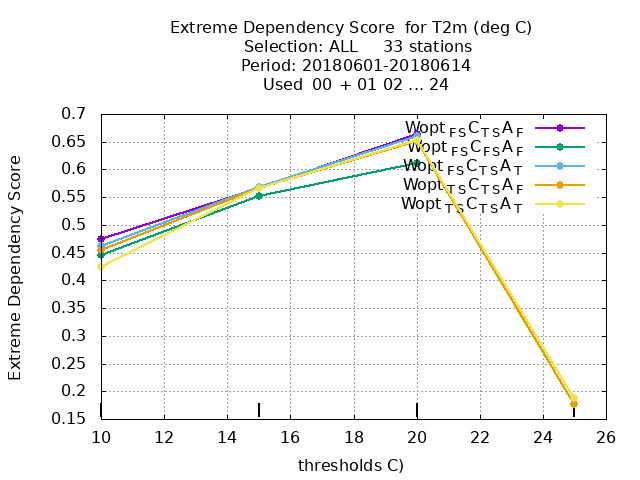 Extreme Dependency Score  for T2m (deg C)
Selection: ALL     33 stations
Period: 20180601-20180614
Used  00 + 01 02 ... 24
Extreme Dependency Score
0.7
0.65
0.6
0.55
0.5
0.45
0.4
0.35
0.3
0.25
0.2
0.15
Wopt FS C TS A F
Wopt FS C FS A F
Wopt FS C TS A T
Wopt TS C TS A F
Wopt TS C TS A T
10 12 14 16 18 20 22 24 26
thresholds C)